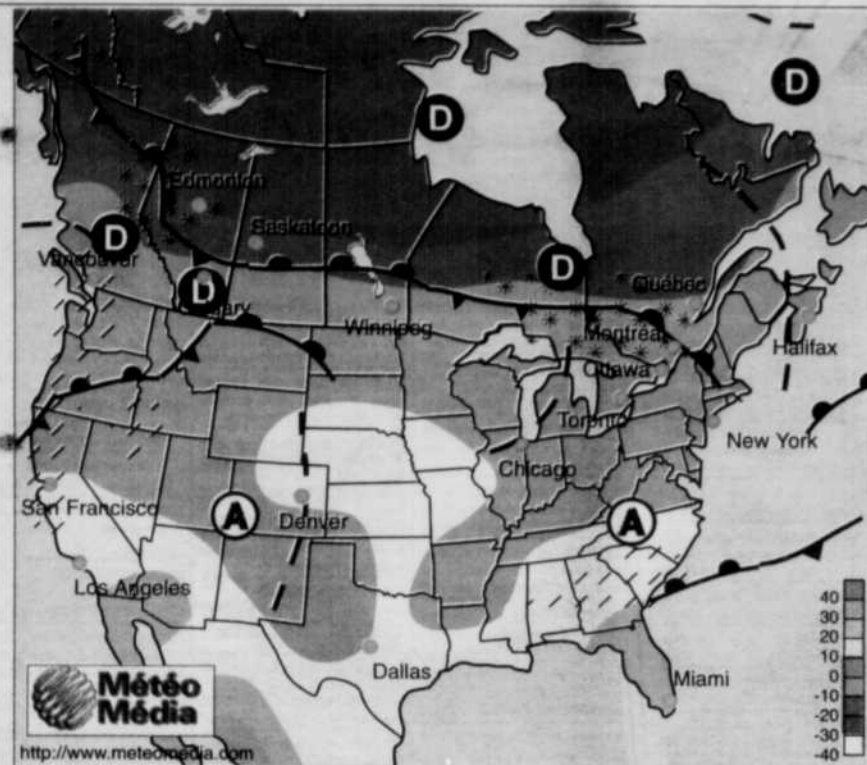 D
D
Edmonton
Saskatoon
D
Vancouver
D
D
Québec
Winnipeg
Montréal
Halifax
Ottawa
Toronto
New York
Chicago
San Francisco
A
Denver
A
Los Angeles
Dallas
Miami
40
30
20
10
0
-10
-20
-30
-40
Météo
Média
http://www.meteomedia.com